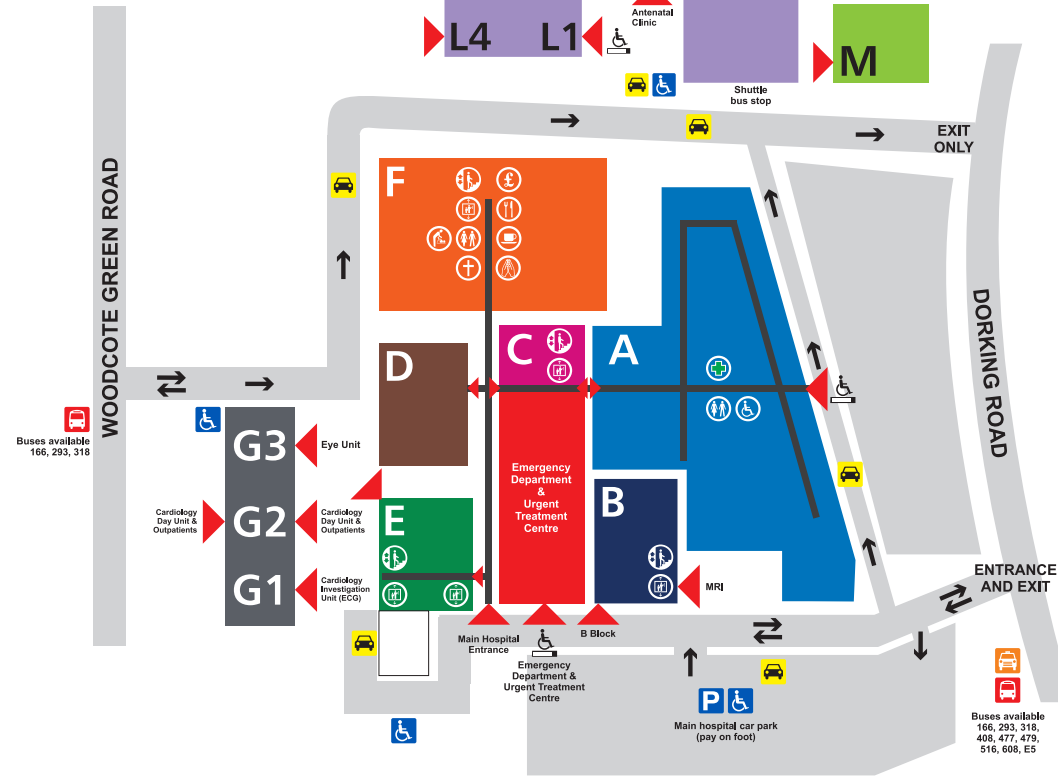 L4
L1
Antenatal
Clinic
M
Shuttle
bus stop
EXIT
ONLY
WOODCOTE GREEN ROAD
F
£
DORKING ROAD
C
A
D
Buses available
166, 293, 318
G3
Eye Unit
Emergency
Department
&
Urgent
Treatment
Centre
B
Cardiology
Day Unit &
Outpatients
G2
Cardiology
Day Unit &
Outpatients
E
G1
Cardiology
Investigation
Unit (ECG)
MRI
ENTRANCE
AND EXIT
Main Hospital
Entrance
B Block
Emergency
Department &
Urgent Treatment
Centre
P
Main hospital car park
(pay on foot)
Buses available
166, 293, 318,
408, 477, 479,
516, 608, E5